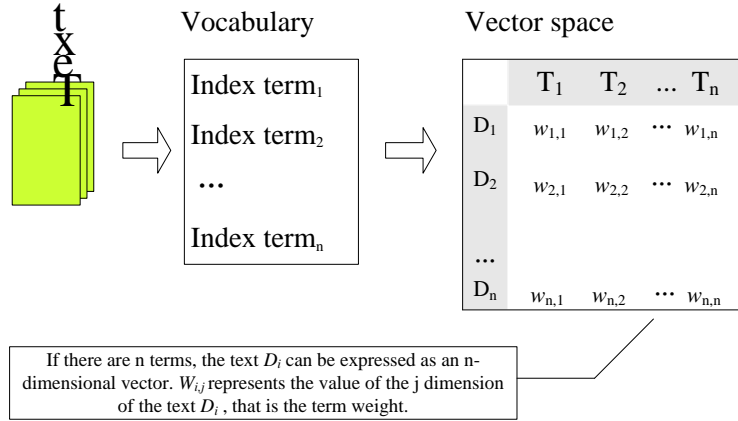 Text
Vocabulary
Vector space
Index term₁
Index term₂
...
Index termₙ
T₁ T₂ ... Tₙ
D₁ w₁,₁ w₁,₂ ... w₁,ₙ
D₂ w₂,₁ w₂,₂ ... w₂,ₙ
...
Dₙ wₙ,₁ wₙ,₂ ... wₙ,ₙ
If there are n terms, the text Dᵢ can be expressed as an n-
dimensional vector. Wᵢ,ⱼ represents the value of the j dimension
of the text Dᵢ , that is the term weight.